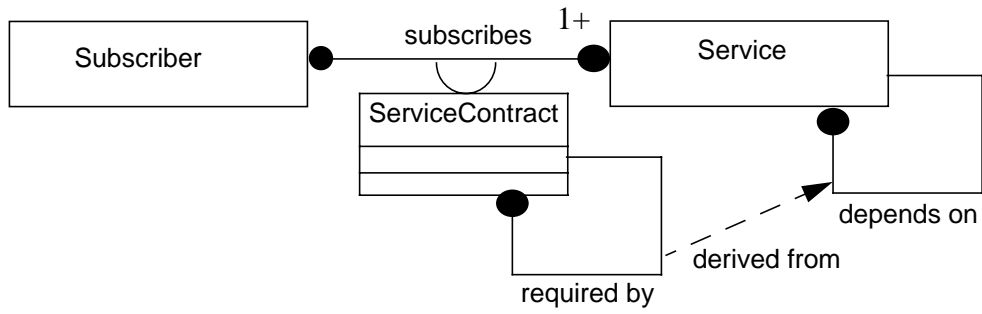 subscribes 1+
Subscriber
Service
ServiceContract
depends on
derived from
required by